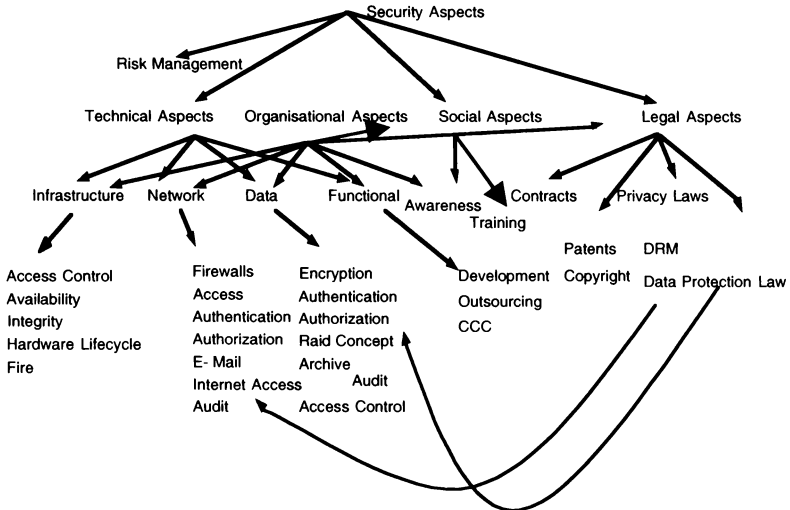 Security Aspects
Risk Management
Technical Aspects
Organisational Aspects
Social Aspects
Legal Aspects
Infrastructure
Network
Data
Functional
Awareness
Training
Contracts
Privacy Laws
Access Control
Availability
Integrity
Hardware Lifecycle
Fire
Firewalls
Access
Authentication
Authorization
E- Mail
Internet Access
Audit
Encryption
Authentication
Authorization
Raid Concept
Archive
Audit
Access Control
Development
Outsourcing
CCC
Patents
Copyright
DRM
Data Protection Law